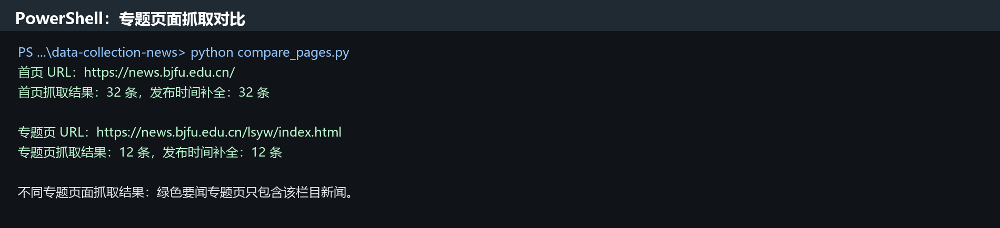 PowerShell：专题页面抓取对比
PS ...\data-collection-news> python compare_pages.py
首页 URL：https://news.bjfu.edu.cn/
首页抓取结果：32 条，发布时间补全：32 条
专题页 URL：https://news.bjfu.edu.cn/lsyw/index.html
专题页抓取结果：12 条，发布时间补全：12 条
不同专题页面抓取结果：绿色要闻专题页只包含该栏目新闻。